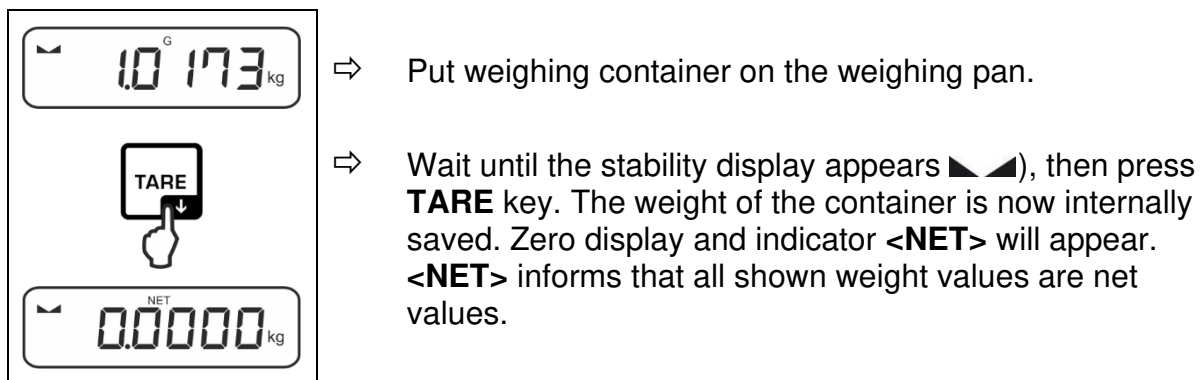 G
1.0173 kg
⇨ Put weighing container on the weighing pan.
TARE
⇨ Wait until the stability display appears ), then press
TARE key. The weight of the container is now internally
saved. Zero display and indicator <NET> will appear.
<NET> informs that all shown weight values are net
values.
NET
0.0000 kg